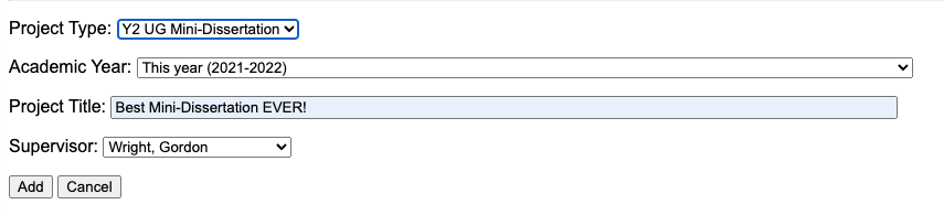 Project Type: Y2 UG Mini-Dissertation
Academic Year: This year (2021-2022)
Project Title: Best Mini-Dissertation EVER!
Supervisor: Wright, Gordon
Add Cancel